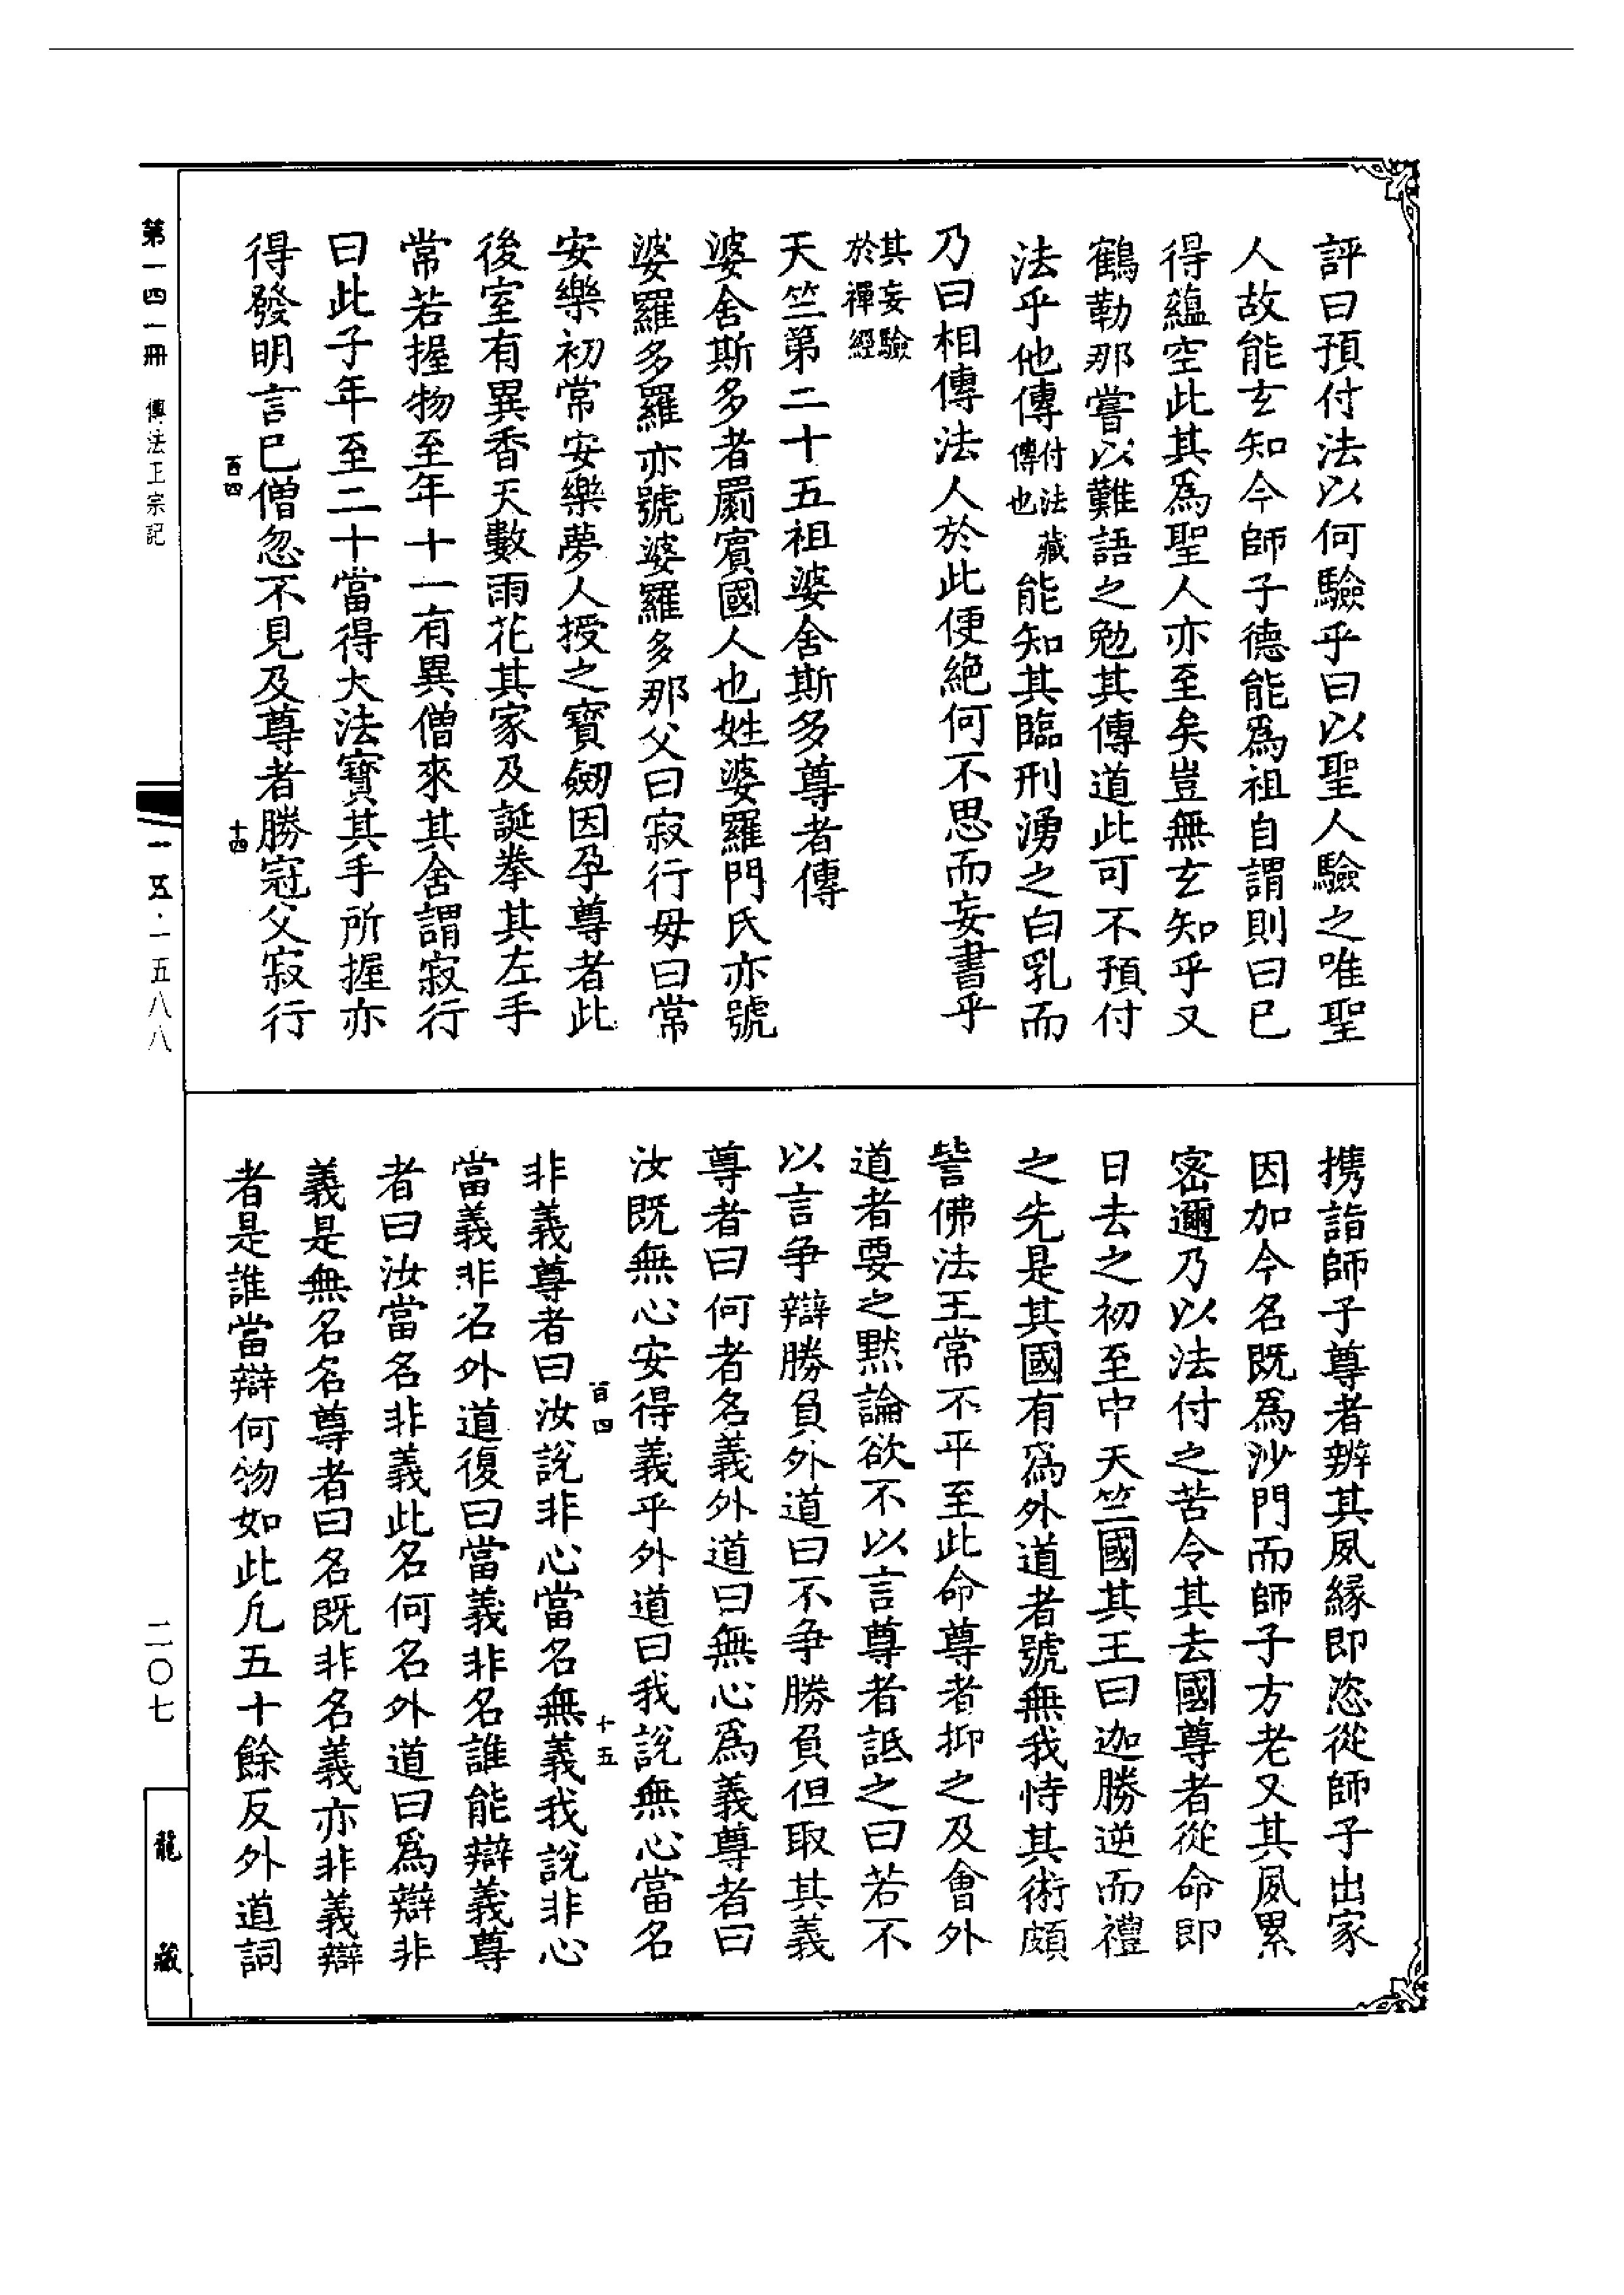 評曰預付法以何驗乎曰以聖人驗之唯聖
人故能玄知今師子德能爲祖自謂則曰已
得蘊空此其爲聖人亦至矣豈無玄知乎又
鶴勒那嘗以難語之勉其傳道此可不預付
法乎他傳付法藏傳也能知其臨刑湧之白乳而
乃曰相傳法人於此便絕何不思而妄書乎
其妄驗於禪經
天竺第二十五祖婆舍斯多尊者傳
婆舍斯多者罽賓國人也姓婆羅門氏亦號
婆羅多羅亦號婆羅多那父曰寂行母曰常
安樂初常安樂夢人授之寶劒因孕尊者此
後室有異香天數雨花其家及誕拳其左手
常若握物至年十一有異僧來其舍謂寂行
曰此子年至二十當得大法寶其手所握亦
得發明言已僧忽不見及尊者勝冠父寂行
百四
十四
携詣師子尊者辨其夙緣即恣從師子出家
因加今名既爲沙門而師子方老又其夙累
密邇乃以法付之苦令其去國尊者從命即
日去之初至中天竺國其王曰迦勝逆而禮
之先是其國有爲外道者號無我恃其術頗
訾佛法王常不平至此命尊者抑之及會外
道者要之默論欲不以言尊者詆之曰若不
以言爭辯勝負外道曰不爭勝負但取其義
尊者曰何者名義外道曰無心爲義尊者曰
汝既無心安得義乎外道曰我說無心當名
百四
十五
非義尊者曰汝說非心當名無義我說非心
當義非名外道復曰當義非名誰能辯義尊
者曰汝當名非義此名何名外道曰爲辯非
義是無名名尊者曰名既非名義亦非義辯
者是誰當辯何物如此凡五十餘反外道詞
第一四一冊
傳法正宗記
一五·一五八八
二〇七
龍藏